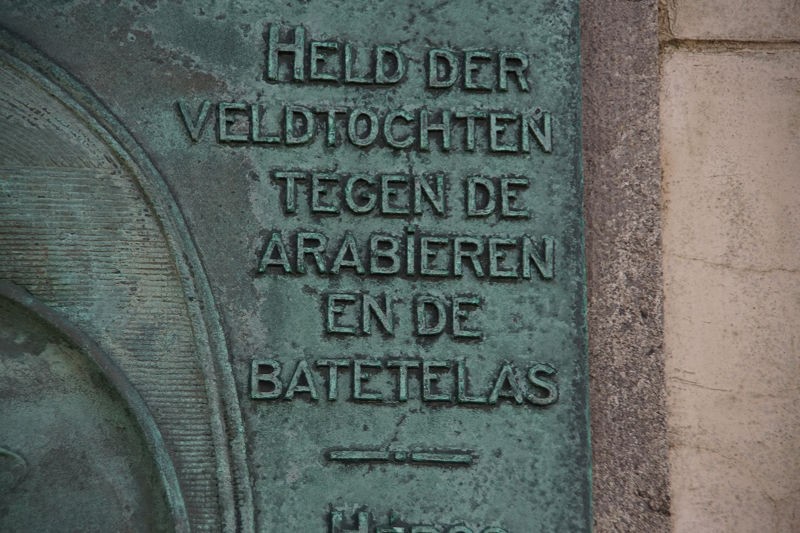 HELD DER
VELDTOCHTEN
TEGEN DE
ARABIEREN
EN DE
BATETELAS